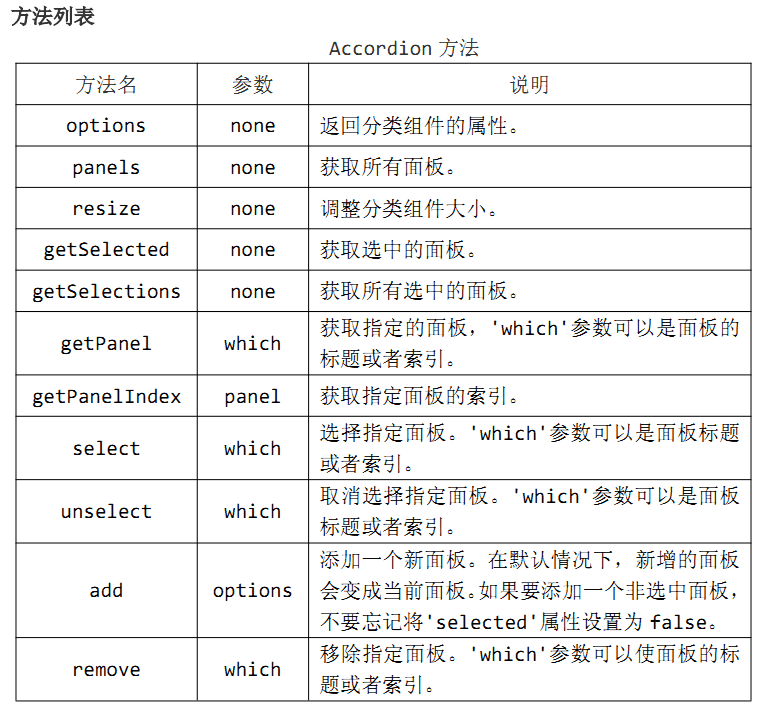 方法列表
Accordion 方法
方法名 参数 说明
options none 返回分类组件的属性。
panels none 获取所有面板。
resize none 调整分类组件大小。
getSelected none 获取选中的面板。
getSelections none 获取所有选中的面板。
getPanel which 获取指定的面板，'which'参数可以是面板的
标题或者索引。
getPanelIndex panel 获取指定面板的索引。
select which 选择指定面板。'which'参数可以是面板标题
或者索引。
unselect which 取消选择指定面板。'which'参数可以是面板
标题或者索引。
add options 添加一个新面板。在默认情况下，新增的面板
会变成当前面板。如果要添加一个非选中面板，
不要忘记将'selected'属性设置为 false。
remove which 移除指定面板。'which'参数可以使面板的标
题或者索引。